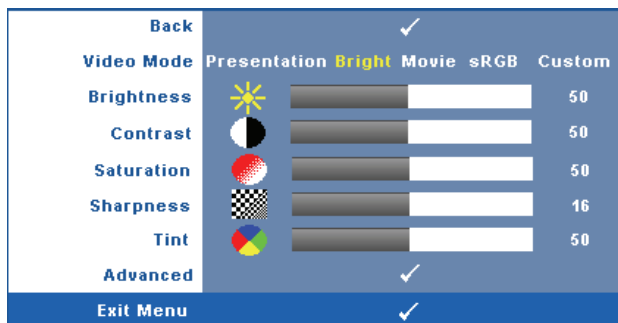 Back
Video Mode Presentation Bright Movie sRGB Custom
Brightness 50
Contrast 50
Saturation 50
Sharpness 16
Tint 50
Advanced
Exit Menu